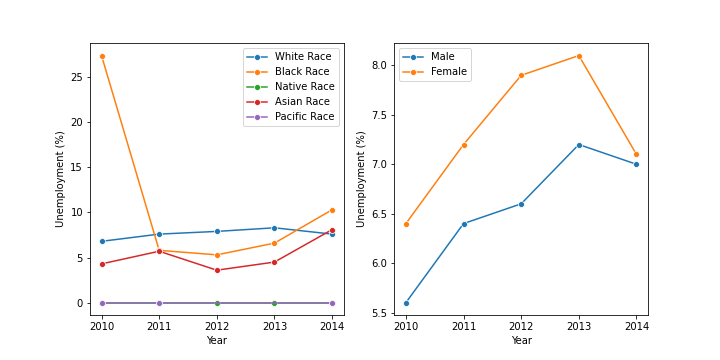 White Race
Black Race
Native Race
Asian Race
Pacific Race
25
20
15
10
5
0
Unemployment (%)
2010 2011 2012 2013 2014
Year
Male
Female
8.0
7.5
7.0
6.5
6.0
5.5
Unemployment (%)
2010 2011 2012 2013 2014
Year